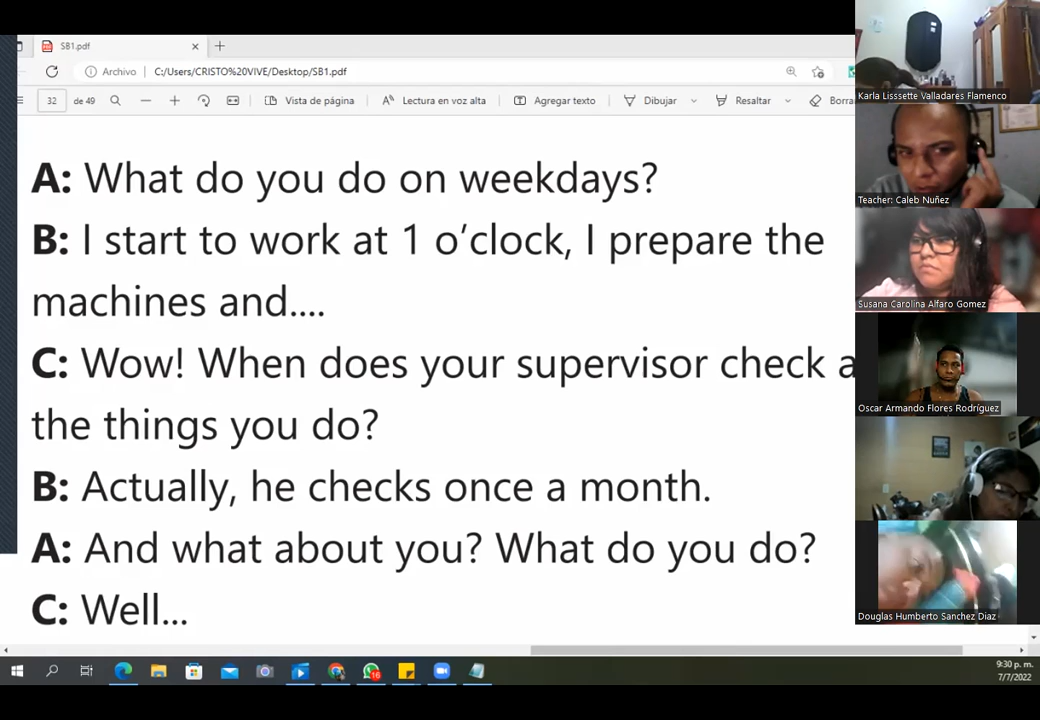 SB1.pdf
Archivo C:/Users/CRISTO%20VIVE/Desktop/SB1.pdf
32 de 49 Vista de página Lectura en voz alta Agregar texto Dibujar Resaltar
A: What do you do on weekdays?
B: I start to work at 1 o’clock, I prepare the
machines and....
C: Wow! When does your supervisor check a
the things you do?
B: Actually, he checks once a month.
A: And what about you? What do you do?
C: Well...
Karla Lisssette Valladares Flamenco
Teacher: Caleb Nuñez
Susana Carolina Alfaro Gomez
Oscar Armando Flores Rodríguez
Douglas Humberto Sanchez Diaz
16
9:30 p. m.
7/7/2022